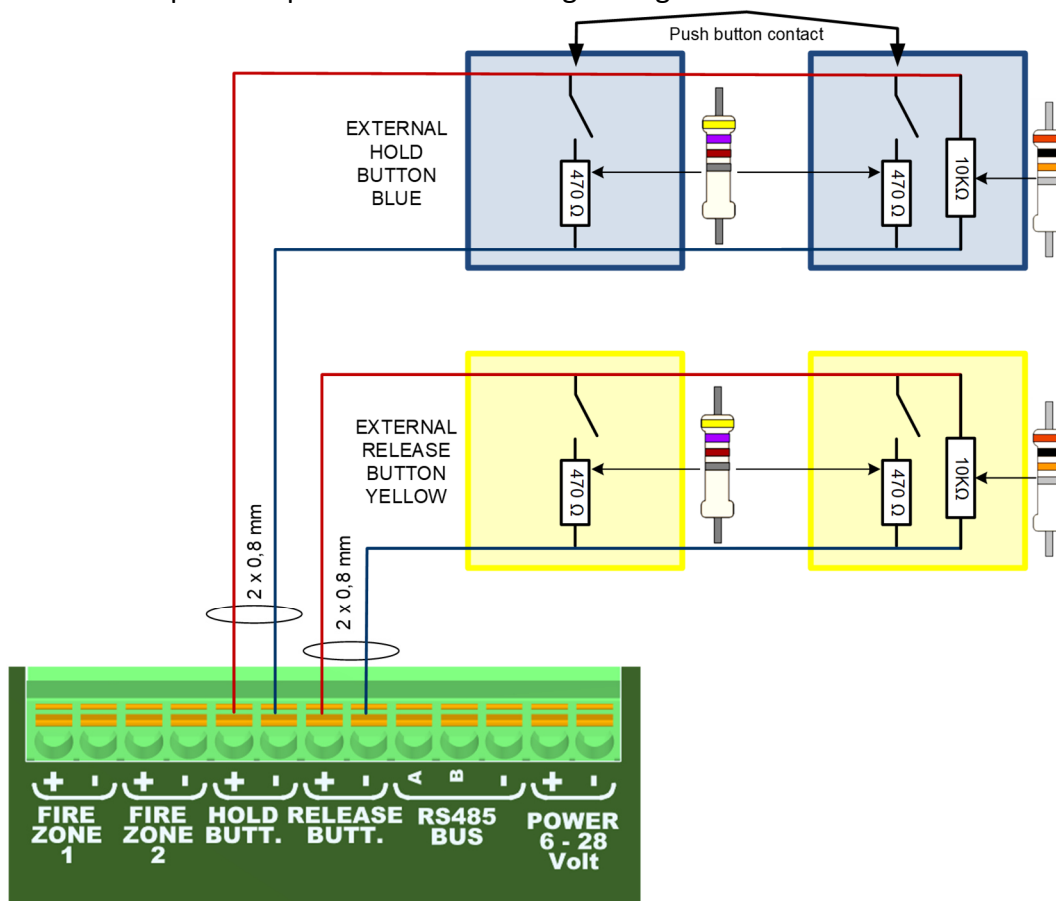 Push button contact
EXTERNAL
HOLD
BUTTON
BLUE
470 Ω
470 Ω
10KΩ
EXTERNAL
RELEASE
BUTTON
YELLOW
470 Ω
470 Ω
10KΩ
2 x 0,8 mm
2 x 0,8 mm
+ - + - + - + - A B - + -
FIRE ZONE 1
FIRE ZONE 2
HOLD BUTT.
RELEASE BUTT.
RS485 BUS
POWER 6 - 28 Volt